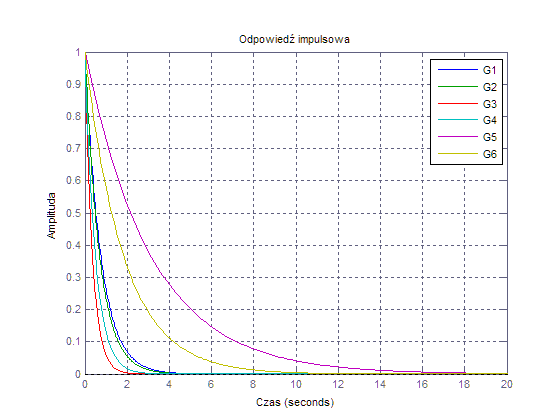 Odpowiedź impulsowa
1
0.9
0.8
0.7
0.6
0.5
0.4
0.3
0.2
0.1
0
Amplituda
G1
G2
G3
G4
G5
G6
0 2 4 6 8 10 12 14 16 18 20
Czas (seconds)